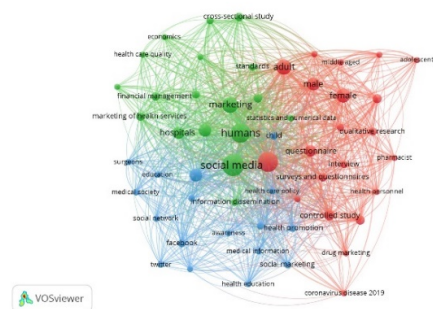 cross-sectional study
economics
health care quality
standards
adult
middle aged
adolescent
male
financial management
marketing
female
marketing of health services
statistics and numerical data
hospitals
humans
child
qualitative research
surgeons
questionnaire
pharmacist
education
social media
interview
surveys and questionnaires
medical society
health care policy
health personnel
information dissemination
social network
controlled study
awareness
health promotion
facebook
medical information
drug marketing
twitter
social marketing
health education
coronavirus disease 2019
VOSviewer